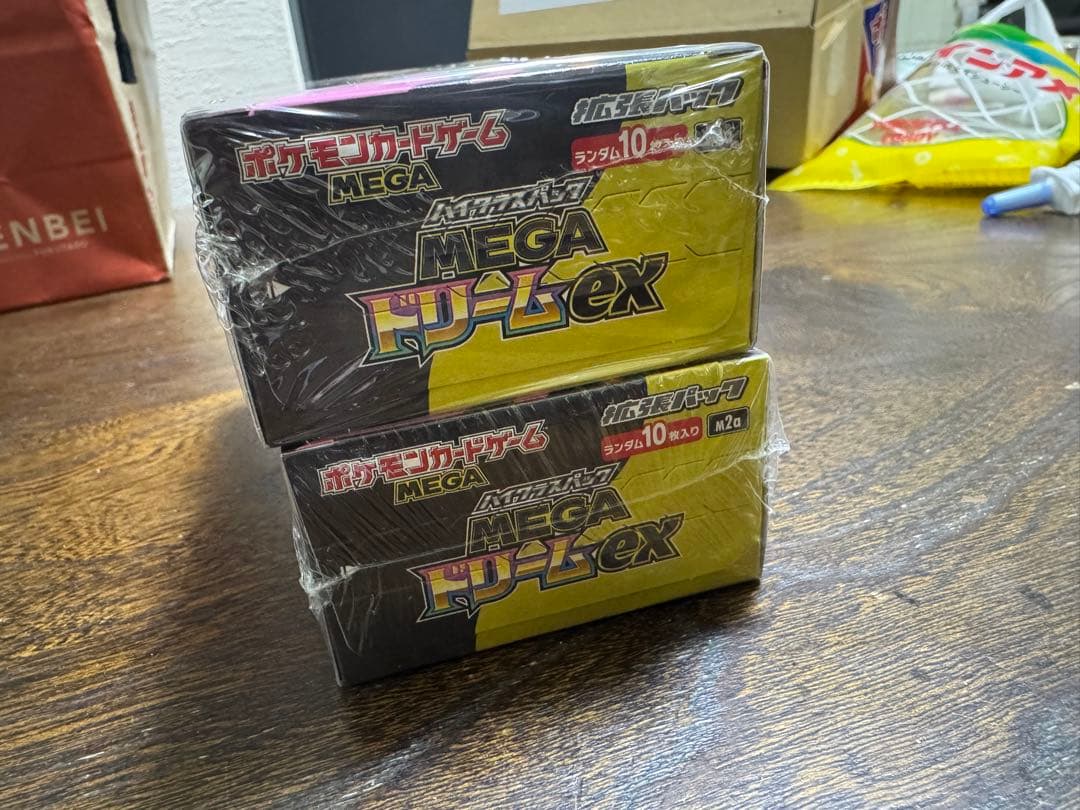 ポケモンカードゲーム
MEGA
拡張パック
ランダム10枚入り
ハイクラスパック
MEGA
ドリームex
ポケモンカードゲーム
MEGA
拡張パック
ランダム10枚入り M2a
ハイクラスパック
MEGA
ドリームex
ENBEI